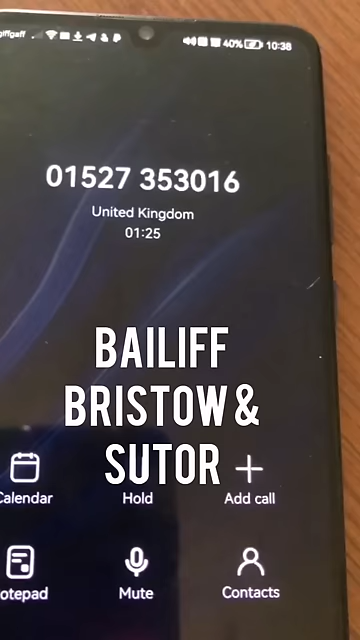 giffgaff 40% 10:38
01527 353016
United Kingdom
01:25
BAILIFF
BRISTOW &
SUTOR
Calendar Hold Add call
otepad Mute Contacts